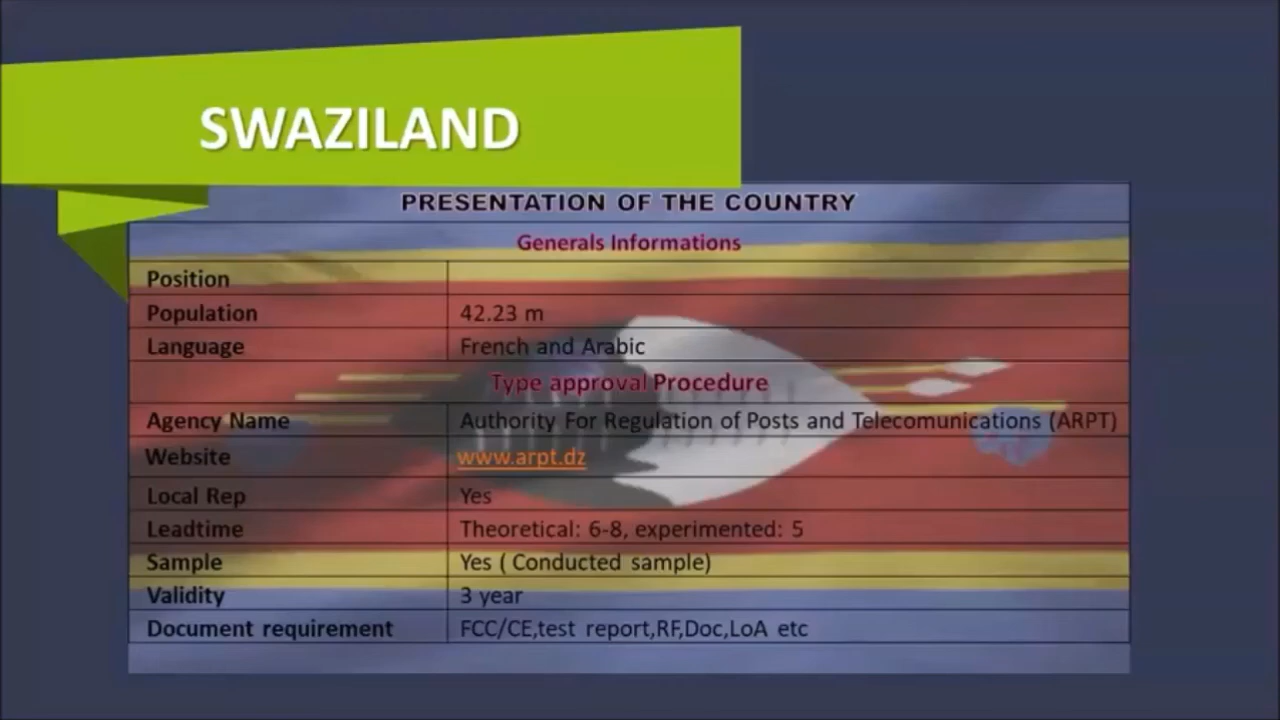 SWAZILAND
PRESENTATION OF THE COUNTRY
Generals Informations
Position
Population 42.23 m
Language French and Arabic
Type approval Procedure
Agency Name Authority For Regulation of Posts and Telecomunications (ARPT)
Website www.arpt.dz
Local Rep Yes
Leadtime Theoretical: 6-8, experimented: 5
Sample Yes ( Conducted sample)
Validity 3 year
Document requirement FCC/CE,test report,RF,Doc,LoA etc